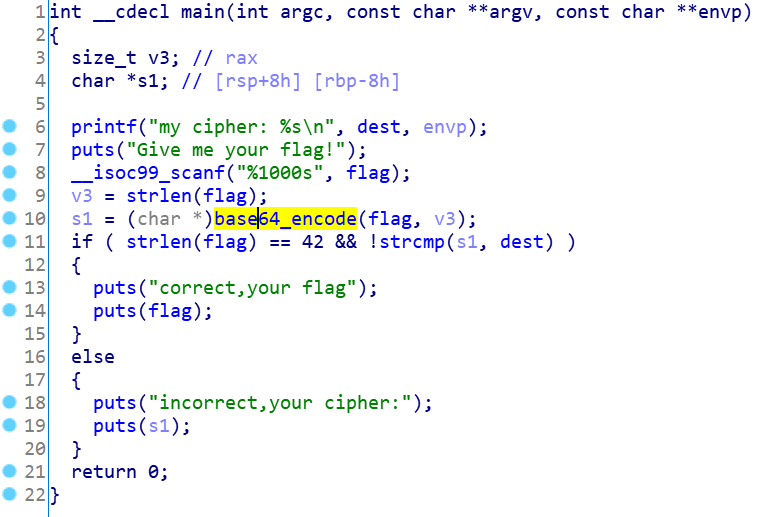 1 int __cdecl main(int argc, const char **argv, const char **envp)
2 {
3 size_t v3; // rax
4 char *s1; // [rsp+8h] [rbp-8h]
5
6 printf("my cipher: %s\n", dest, envp);
7 puts("Give me your flag!");
8 __isoc99_scanf("%1000s", flag);
9 v3 = strlen(flag);
10 s1 = (char *)base64_encode(flag, v3);
11 if ( strlen(flag) == 42 && !strcmp(s1, dest) )
12 {
13 puts("correct,your flag");
14 puts(flag);
15 }
16 else
17 {
18 puts("incorrect,your cipher:");
19 puts(s1);
20 }
21 return 0;
22 }